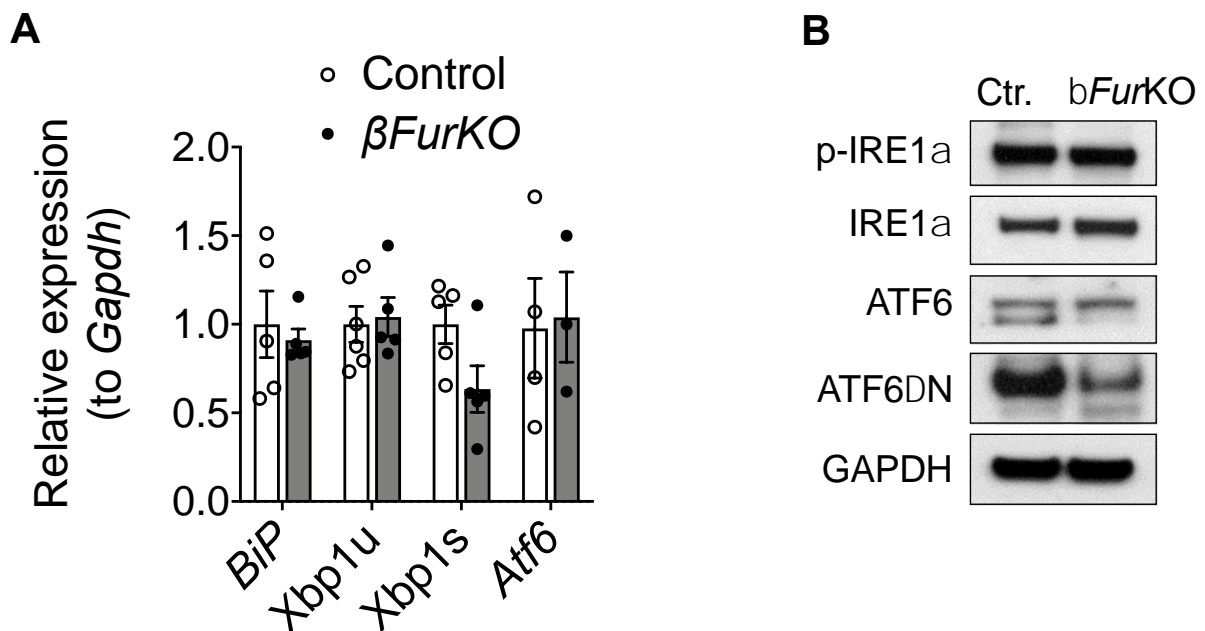 A
Control
βFurKO
Relative expression
(to Gapdh)
2.0
1.5
1.0
0.5
0.0
BiP
Xbp1u
Xbp1s
Atf6
B
Ctr. bFurKO
p-IRE1a
IRE1a
ATF6
ATF6DN
GAPDH